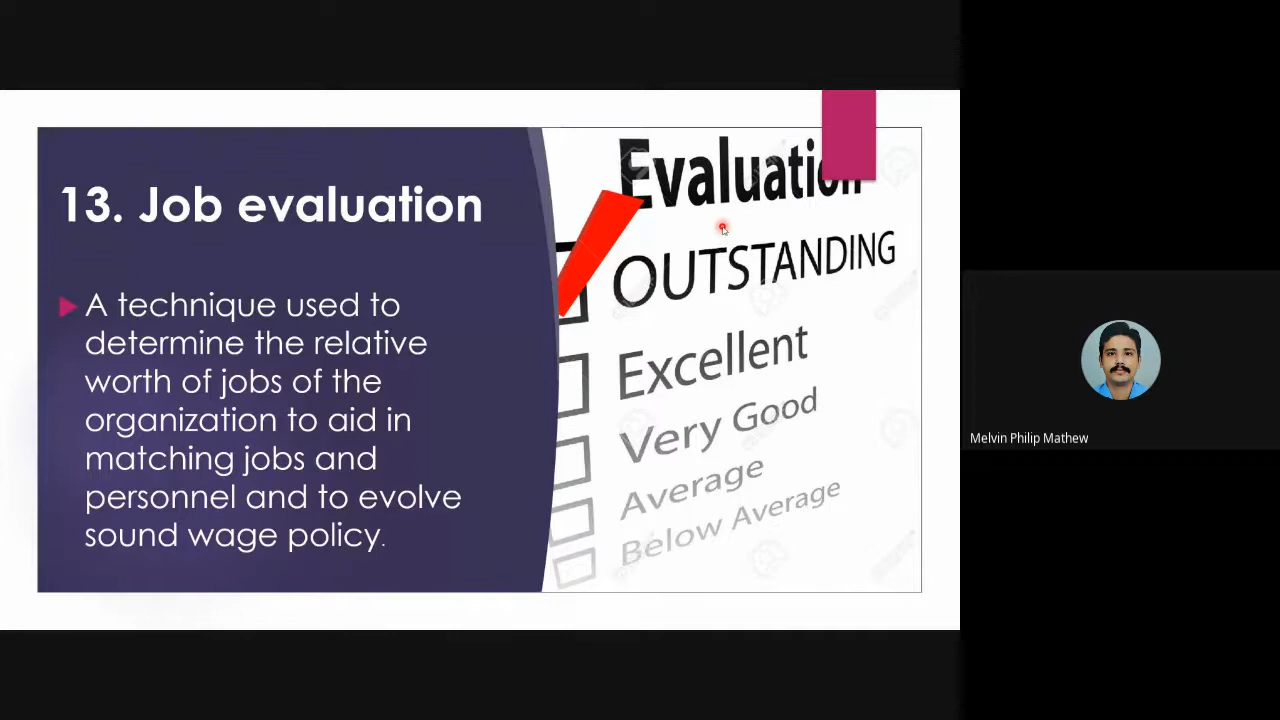 13. Job evaluation
A technique used to
determine the relative
worth of jobs of the
organization to aid in
matching jobs and
personnel and to evolve
sound wage policy.
Evaluation
OUTSTANDING
Excellent
Very Good
Average
Below Average
Melvin Philip Mathew